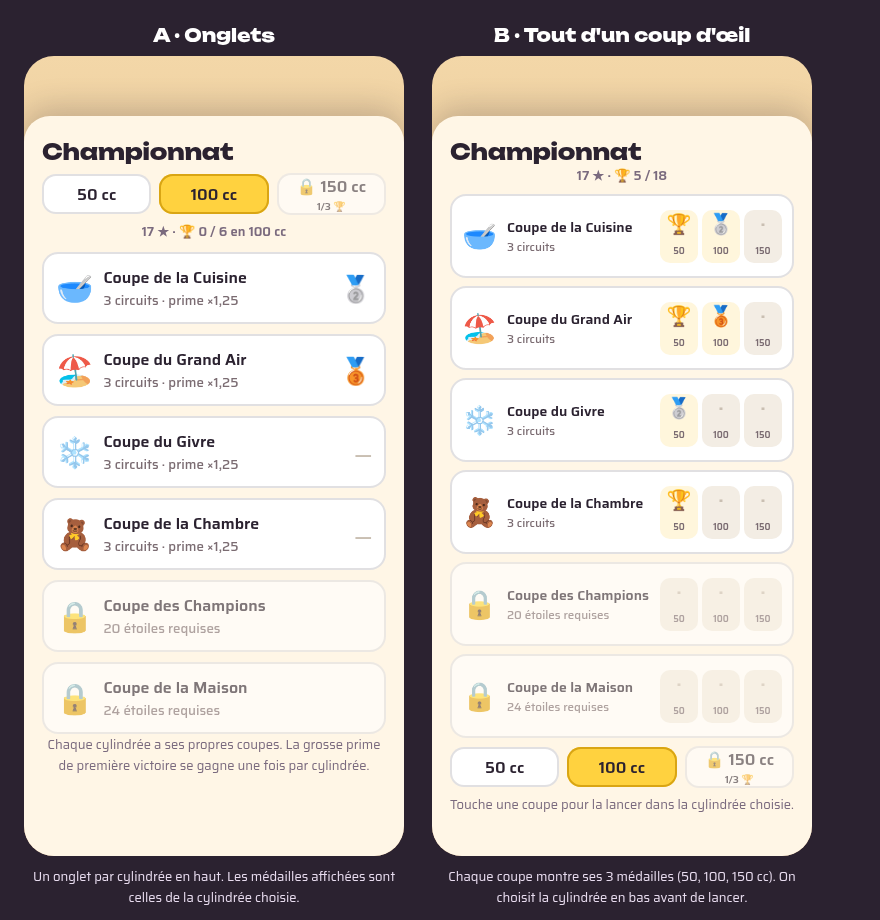 A · Onglets
Championnat
50 cc
100 cc
🔒 150 cc
1/3 🏆
17 ★ · 🏆 0 / 6 en 100 cc
Coupe de la Cuisine
3 circuits · prime ×1,25
Coupe du Grand Air
3 circuits · prime ×1,25
Coupe du Givre
3 circuits · prime ×1,25
—
Coupe de la Chambre
3 circuits · prime ×1,25
—
Coupe des Champions
20 étoiles requises
Coupe de la Maison
24 étoiles requises
Chaque cylindrée a ses propres coupes. La grosse prime
de première victoire se gagne une fois par cylindrée.
Un onglet par cylindrée en haut. Les médailles affichées sont
celles de la cylindrée choisie.
B · Tout d'un coup d'œil
Championnat
17 ★ · 🏆 5 / 18
Coupe de la Cuisine
3 circuits
50 100 150
Coupe du Grand Air
3 circuits
50 100 150
Coupe du Givre
3 circuits
50 100 150
Coupe de la Chambre
3 circuits
50 100 150
Coupe des Champions
20 étoiles requises
50 100 150
Coupe de la Maison
24 étoiles requises
50 100 150
50 cc
100 cc
🔒 150 cc
1/3 🏆
Touche une coupe pour la lancer dans la cylindrée choisie.
Chaque coupe montre ses 3 médailles (50, 100, 150 cc). On
choisit la cylindrée en bas avant de lancer.